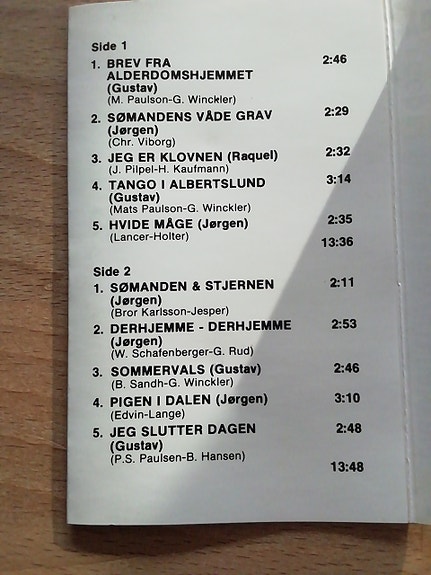 Side 1
1. BREV FRA 2:46
ALDERDOMSHJEMMET
(Gustav)
(M. Paulson-G. Winckler)
2. SØMANDENS VÅDE GRAV 2:29
(Jørgen)
(Chr. Viborg)
3. JEG ER KLOVNEN (Raquel) 2:32
(J. Pilpel-H. Kaufmann)
4. TANGO I ALBERTSLUND 3:14
(Gustav)
(Mats Paulson-G. Winckler)
5. HVIDE MÅGE (Jørgen) 2:35
(Lancer-Holter)
13:36
Side 2
1. SØMANDEN & STJERNEN 2:11
(Jørgen)
(Bror Karlsson-Jesper)
2. DERHJEMME - DERHJEMME 2:53
(Jørgen)
(W. Schafenberger-G. Rud)
3. SOMMERVALS (Gustav) 2:46
(B. Sandh-G. Winckler)
4. PIGEN I DALEN (Jørgen) 3:10
(Edvin-Lange)
5. JEG SLUTTER DAGEN 2:48
(Gustav)
(P.S. Paulsen-B. Hansen)
13:48